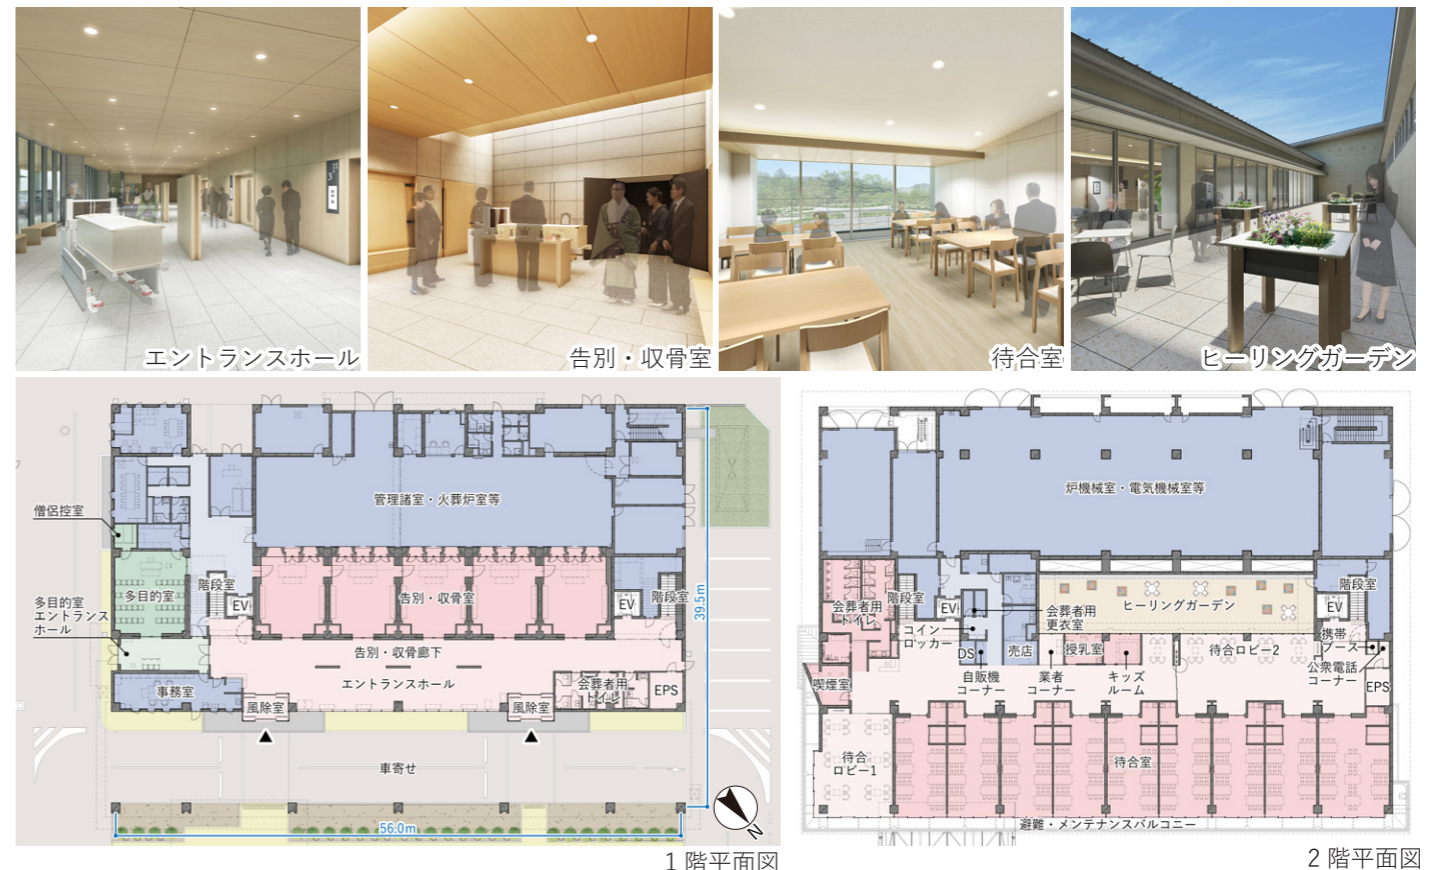 エントランスホール
告別・収骨室
待合室
ヒーリングガーデン
管理諸室・火葬炉室等
僧侶控室
階段室
多目的室
EV
告別・収骨室
EV
階段室
39.5m
多目的室
エントランス
ホール
告別・収骨廊下
事務室
エントランスホール
会葬者用
トイレ
EPS
風除室
風除室
車寄せ
56.0m
N
1階平面図
炉機械室・電気機械室等
会葬者用
トイレ
階段室
EV
会葬者用
更衣室
ヒーリングガーデン
階段室
EV
コイン
ロッカー
DS
売店
授乳室
待合ロビー2
携帯
ブース
公衆電話
コーナー
喫煙室
自販機
コーナー
業者
コーナー
キッズ
ルーム
EPS
待合
ロビー1
待合室
避難・メンテナンスバルコニー
2階平面図